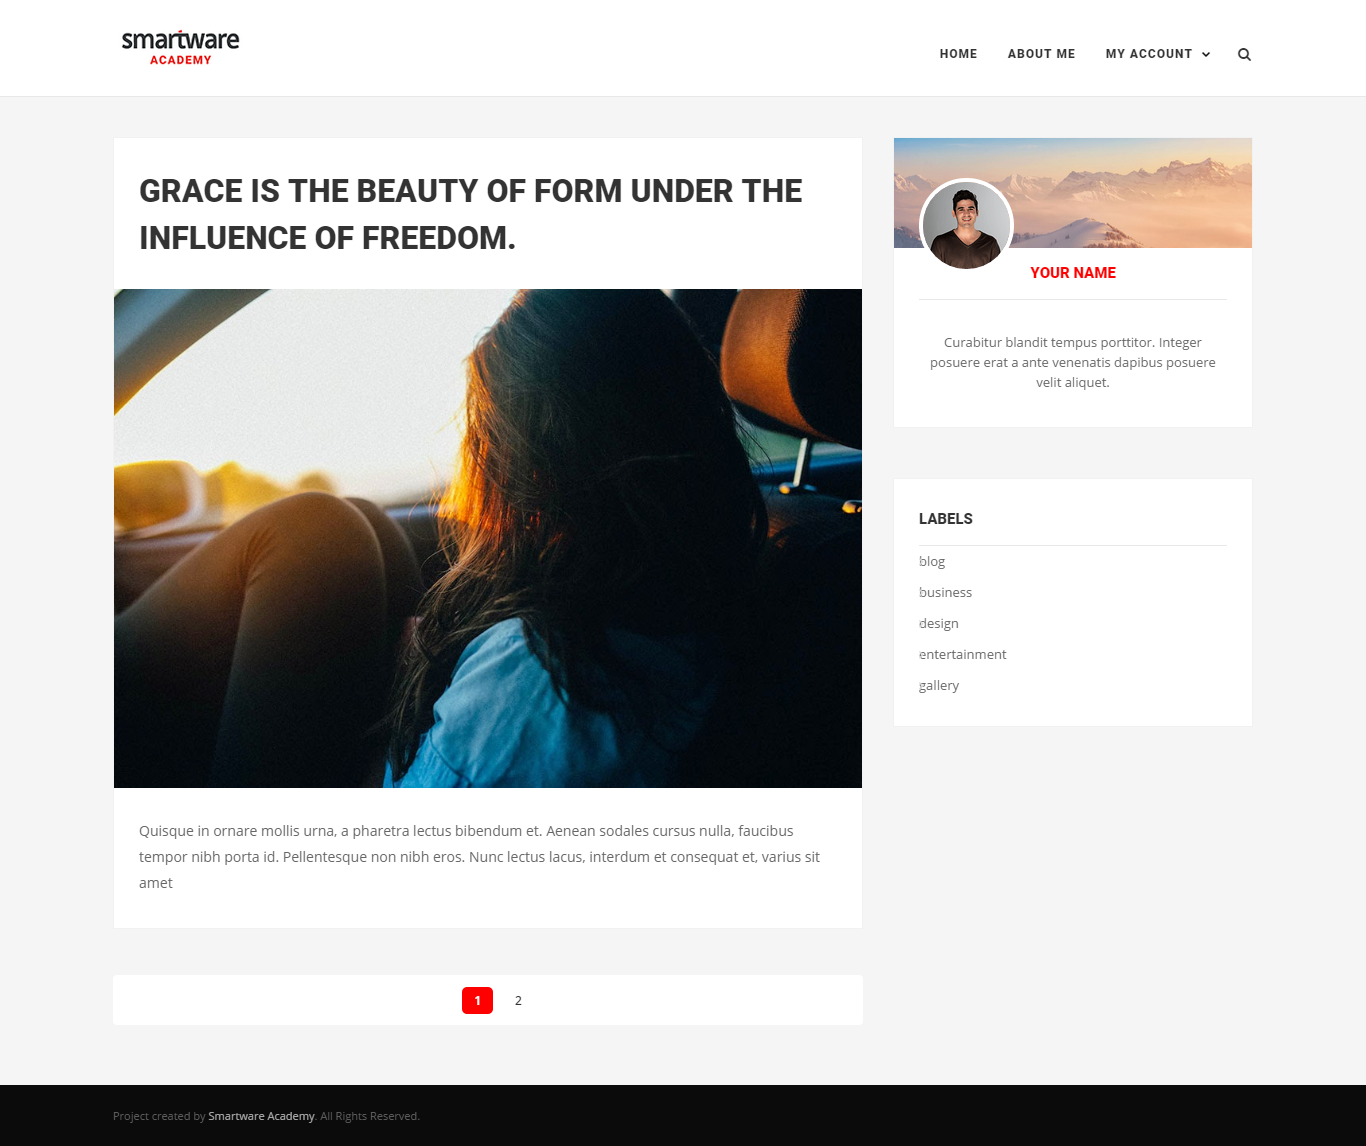 smartware
ACADEMY
HOME
ABOUT ME
MY ACCOUNT
GRACE IS THE BEAUTY OF FORM UNDER THE
INFLUENCE OF FREEDOM.
Quisque in ornare mollis urna, a pharetra lectus bibendum et. Aenean sodales cursus nulla, faucibus
tempor nibh porta id. Pellentesque non nibh eros. Nunc lectus lacus, interdum et consequat et, varius sit
amet
1
2
YOUR NAME
Curabitur blandit tempus porttitor. Integer
posuere erat a ante venenatis dapibus posuere
velit aliquet.
LABELS
blog
business
design
entertainment
gallery
Project created by Smartware Academy. All Rights Reserved.